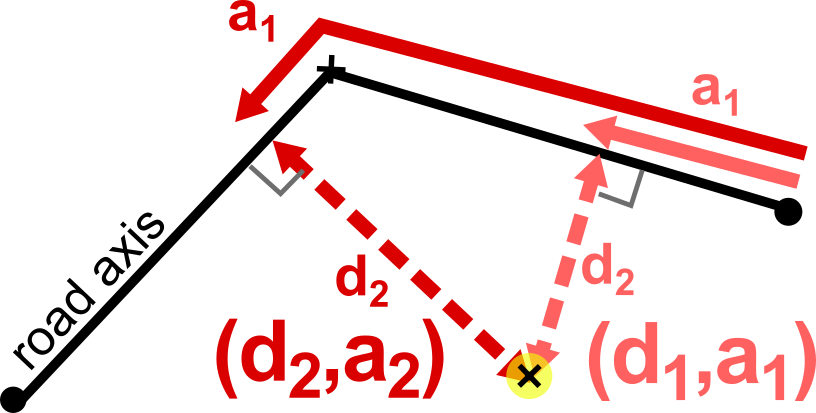 a₁
a₁
road axis
d₂
d₂
(d₂,a₂)
(d₁,a₁)